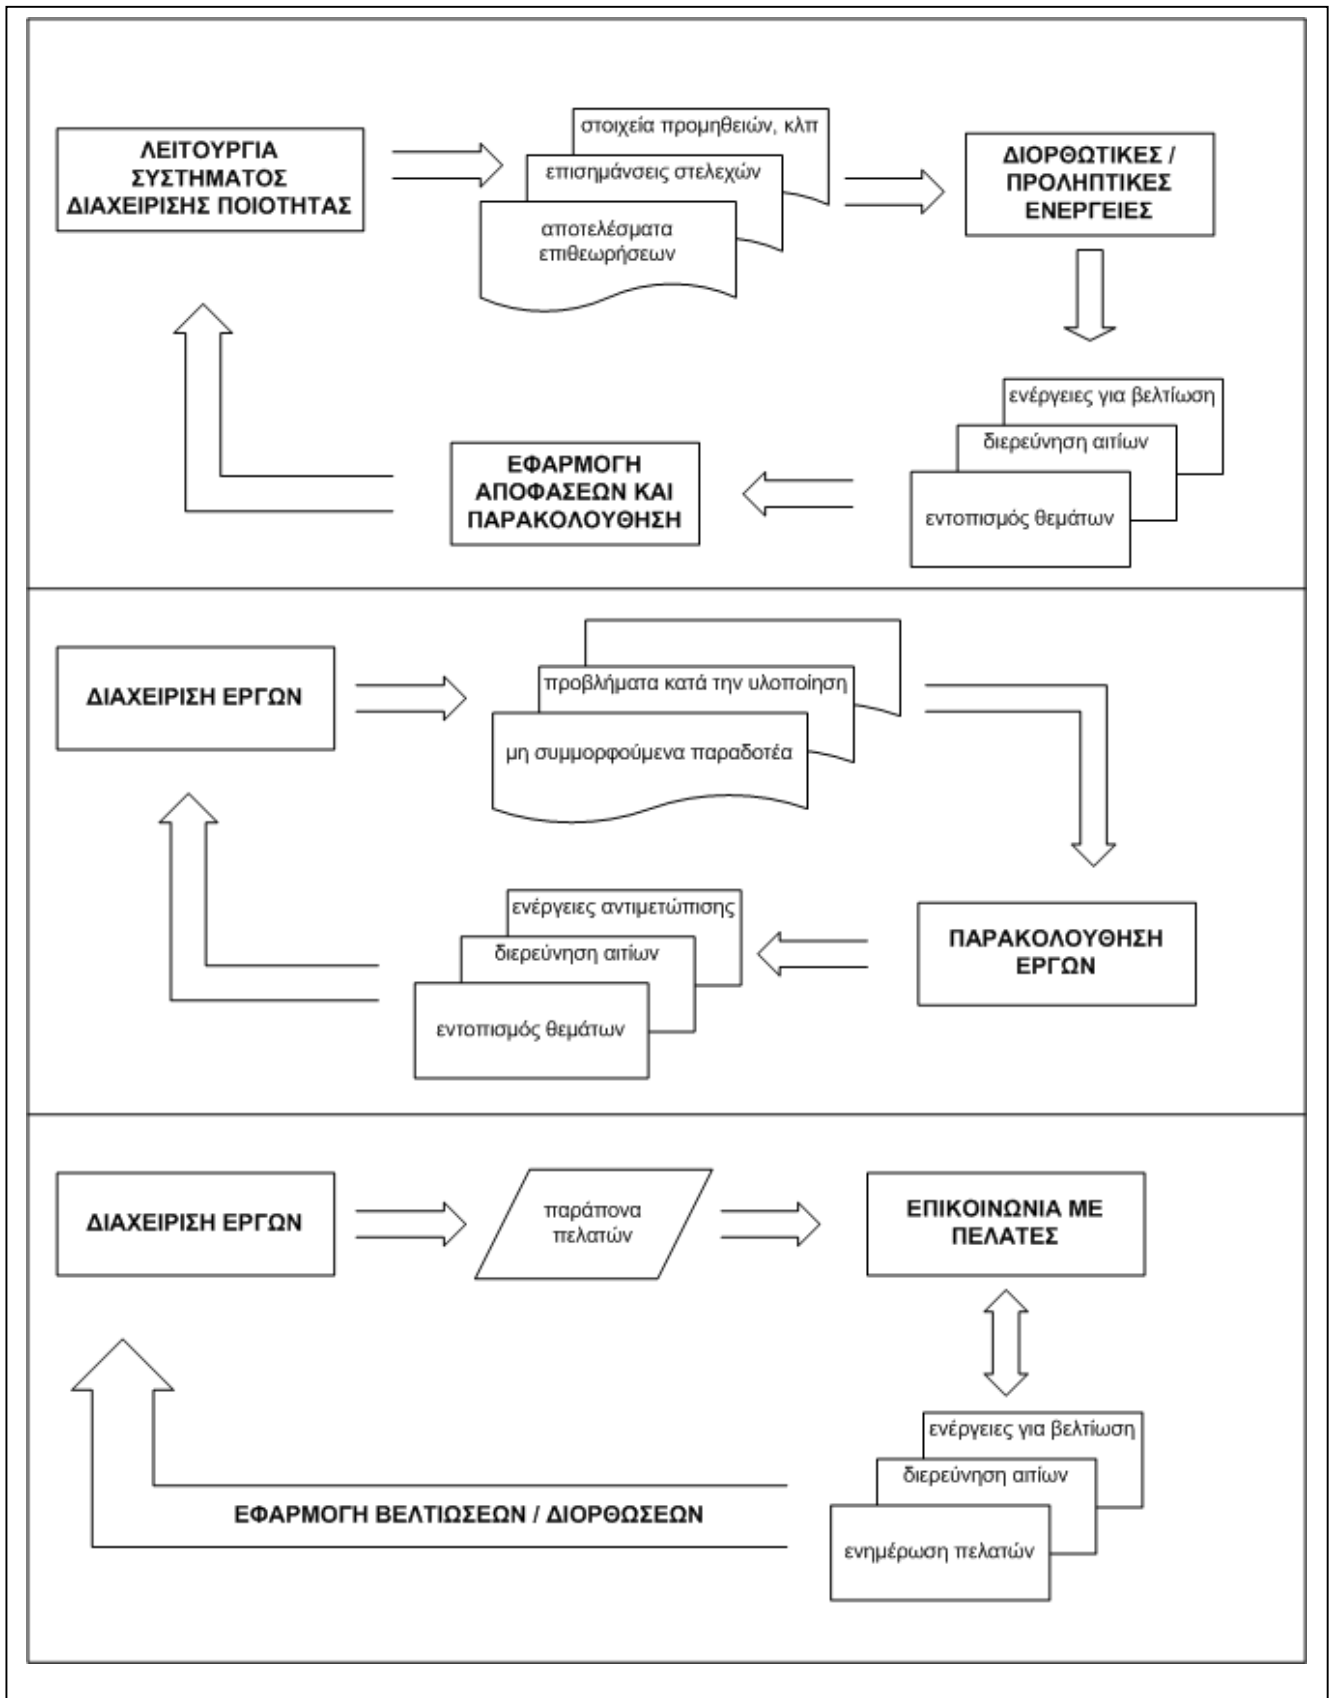 ΛΕΙΤΟΥΡΓΙΑ
ΣΥΣΤΗΜΑΤΟΣ
ΔΙΑΧΕΙΡΙΣΗΣ ΠΟΙΟΤΗΤΑΣ
στοιχεία προμηθειών, κλπ
επισημάνσεις στελεχών
αποτελέσματα
επιθεωρήσεων
ΔΙΟΡΘΩΤΙΚΕΣ /
ΠΡΟΛΗΠΤΙΚΕΣ
ΕΝΕΡΓΕΙΕΣ
ενέργειες για βελτίωση
διερεύνηση αιτίων
εντοπισμός θεμάτων
ΕΦΑΡΜΟΓΗ
ΑΠΟΦΑΣΕΩΝ ΚΑΙ
ΠΑΡΑΚΟΛΟΥΘΗΣΗ
ΔΙΑΧΕΙΡΙΣΗ ΕΡΓΩΝ
προβλήματα κατά την υλοποίηση
μη συμμορφούμενα παραδοτέα
ΠΑΡΑΚΟΛΟΥΘΗΣΗ
ΕΡΓΩΝ
ενέργειες αντιμετώπισης
διερεύνηση αιτίων
εντοπισμός θεμάτων
ΔΙΑΧΕΙΡΙΣΗ ΕΡΓΩΝ
παράπονα
πελατών
ΕΠΙΚΟΙΝΩΝΙΑ ΜΕ
ΠΕΛΑΤΕΣ
ενέργειες για βελτίωση
διερεύνηση αιτίων
ενημέρωση πελατών
ΕΦΑΡΜΟΓΗ ΒΕΛΤΙΩΣΕΩΝ / ΔΙΟΡΘΩΣΕΩΝ